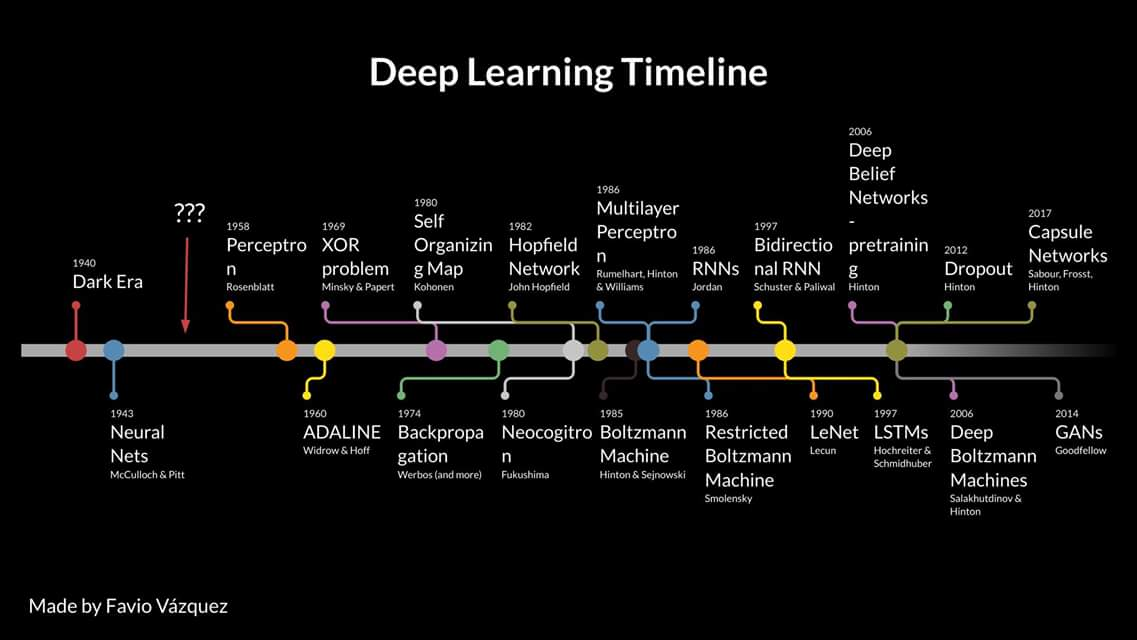 Deep Learning Timeline
1940
Dark Era
???
1958
Perceptro
n
Rosenblatt
1969
XOR
problem
Minsky & Papert
1980
Self
Organizin
g Map
Kohonen
1982
Hopfield
Network
John Hopfield
1986
Multilayer
Perceptro
n
Rumelhart, Hinton
& Williams
1986
RNNs
Jordan
1997
Bidirectio
nal RNN
Schuster & Paliwal
2006
Deep
Belief
Networks
-
pretrainin
g
Hinton
2012
Dropout
Hinton
2017
Capsule
Networks
Sabour, Frosst,
Hinton
1943
Neural
Nets
McCulloch & Pitt
1960
ADALINE
Widrow & Hoff
1974
Backpropa
gation
Werbos (and more)
1980
Neocogitro
n
Fukushima
1985
Boltzmann
Machine
Hinton & Sejnowski
1986
Restricted
Boltzmann
Machine
Smolensky
1990
LeNet
Lecun
1997
LSTMs
Hochreiter &
Schmidhuber
2006
Deep
Boltzmann
Machines
Salakhutdinov &
Hinton
2014
GANs
Goodfellow
Made by Favio Vázquez